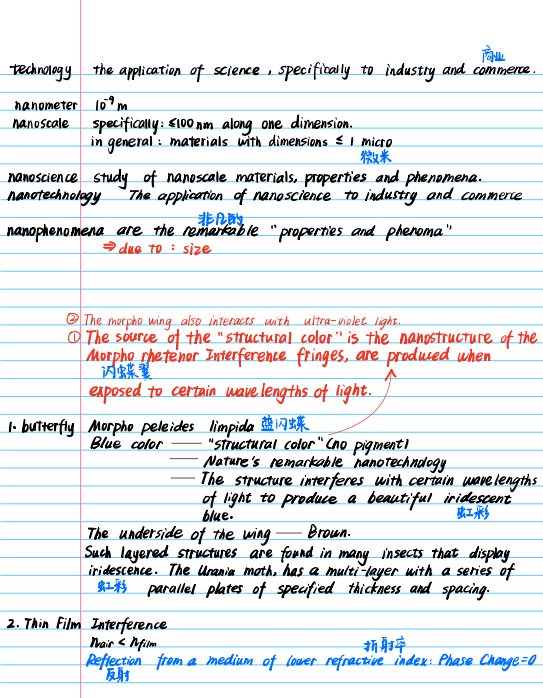 商业
technology the application of science, specifically to industry and commerce.
nanometer 10⁻⁹ m
nanoscale specifically: ≤100 nm along one dimension.
in general: materials with dimensions ≤ 1 micro
微米
nanoscience study of nanoscale materials, properties and phenomena.
nanotechnology The application of nanoscience to industry and commerce
非凡的
nanophenomena are the remarkable "properties and phenoma"
⇒ due to : size
② The morpho wing also interacts with ultra-violet light.
① The source of the "structural color" is the nanostructure of the
Morpho rhetenor Interference fringes, are produced when
闪蝶翼
exposed to certain wavelengths of light.
1. butterfly Morpho peleides limpida 蓝闪蝶
Blue color —— "structural color" (no pigment)
—— Nature's remarkable nanotechnology
—— The structure interferes with certain wavelengths
of light to produce a beautiful iridescent
blue. 虹彩
The underside of the wing —— Brown.
Such layered structures are found in many insects that display
iridescence. The Urania moth, has a multi-layer with a series of
虹彩 parallel plates of specified thickness and spacing.
2. Thin Film Interference
nair < nfilm 折射率
Reflection from a medium of lower refractive index: Phase Change=0
反射